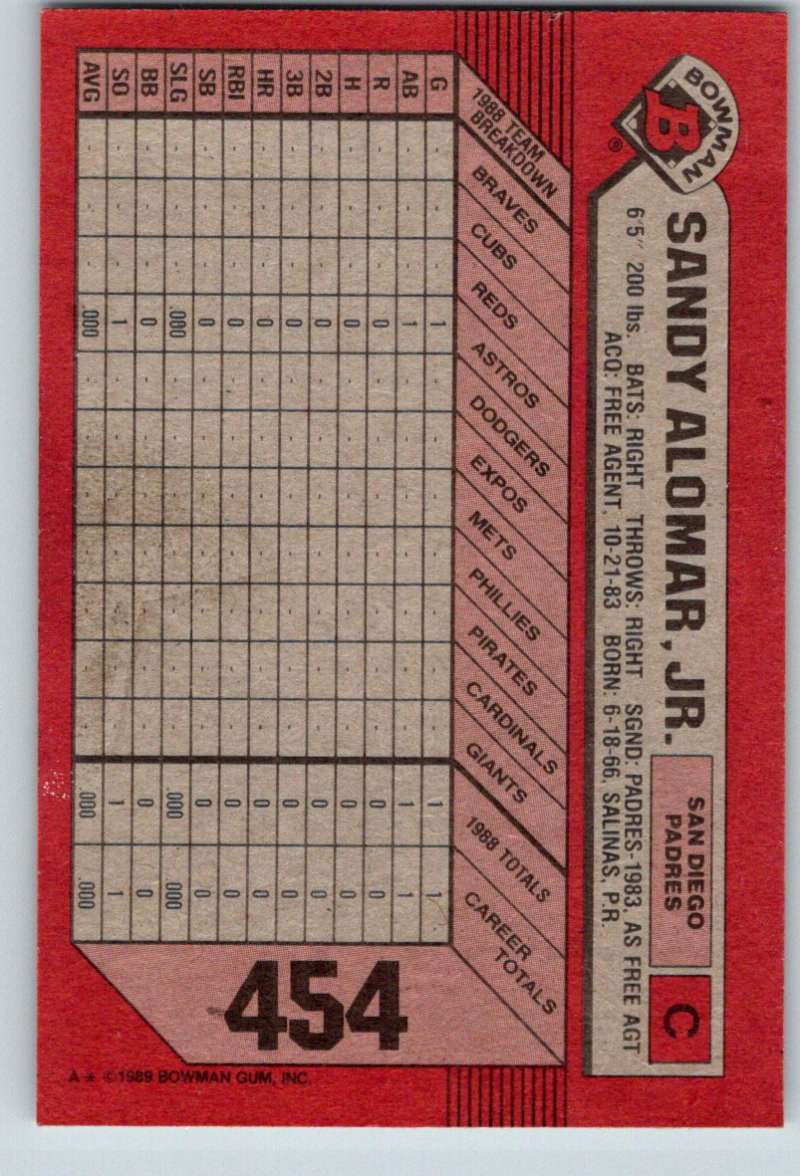 BOWMAN
B ®
SANDY ALOMAR, JR.
SAN DIEGO
PADRES
C
6'5" 200 lbs. BATS: RIGHT THROWS: RIGHT SGND: PADRES-1983, AS FREE AGT
ACQ: FREE AGENT, 10-21-83 BORN: 6-18-66, SALINAS, P.R.
1988 TEAM BREAKDOWN BRAVES CUBS REDS ASTROS DODGERS EXPOS METS PHILLIES PIRATES CARDINALS GIANTS 1988 TOTALS CAREER TOTALS
G - - - 1 - - - - - - - 1 1
AB - - - 1 - - - - - - - 1 1
R - - - 0 - - - - - - - 0 0
H - - - 0 - - - - - - - 0 0
2B - - - 0 - - - - - - - 0 0
3B - - - 0 - - - - - - - 0 0
HR - - - 0 - - - - - - - 0 0
RBI - - - 0 - - - - - - - 0 0
SB - - - 0 - - - - - - - 0 0
SLG - - - .000 - - - - - - - .000 .000
BB - - - 0 - - - - - - - 0 0
SO - - - 1 - - - - - - - 1 1
AVG - - - .000 - - - - - - - .000 .000
454
A * ©1989 BOWMAN GUM, INC.